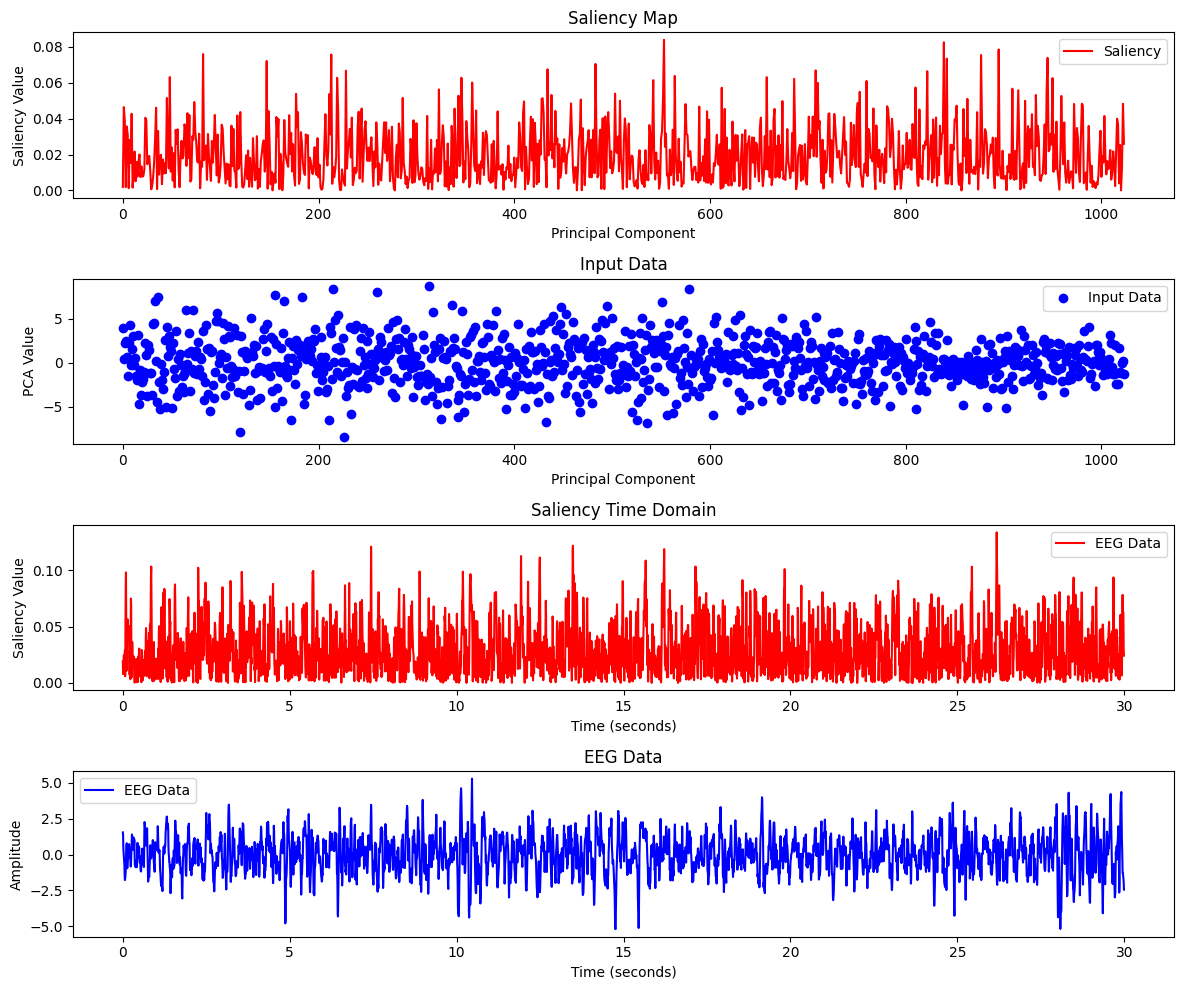 Saliency Map
Saliency
Saliency Value
0.08
0.06
0.04
0.02
0.00
0 200 400 600 800 1000
Principal Component
Input Data
Input Data
PCA Value
5
0
−5
0 200 400 600 800 1000
Principal Component
Saliency Time Domain
EEG Data
Saliency Value
0.10
0.05
0.00
0 5 10 15 20 25 30
Time (seconds)
EEG Data
EEG Data
Amplitude
5.0
2.5
0.0
−2.5
−5.0
0 5 10 15 20 25 30
Time (seconds)